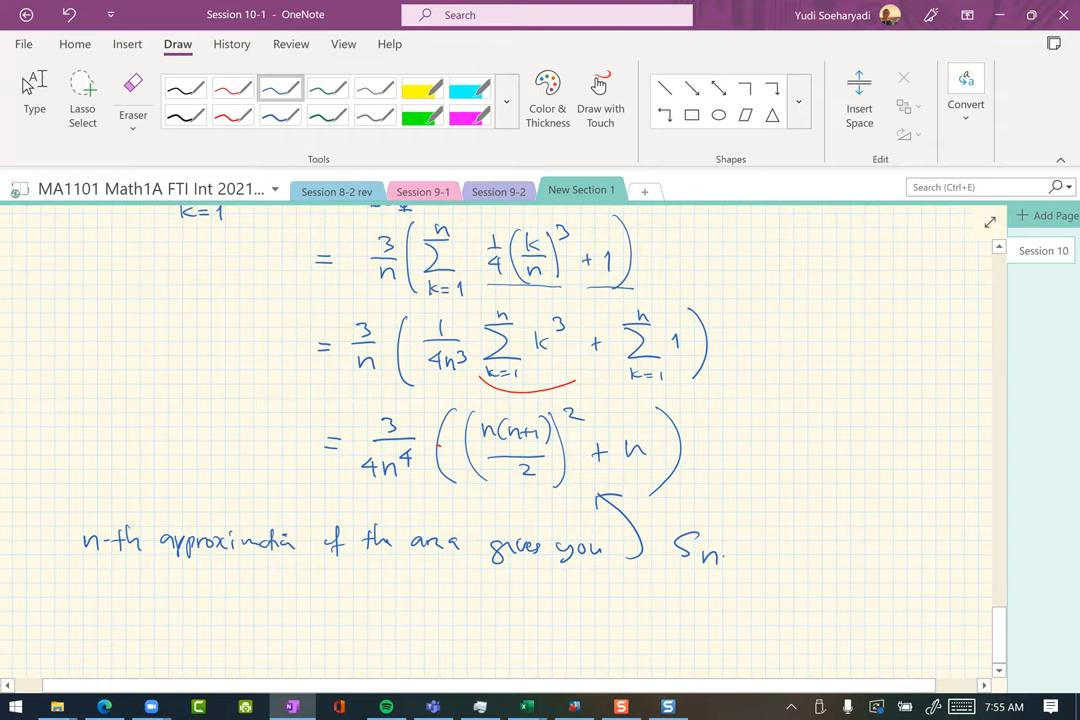 Session 10-1 - OneNote
Search
Yudi Soeharyadi
File Home Insert Draw History Review View Help
Type
Lasso Select
Eraser
Color & Thickness
Draw with Touch
Insert Space
Convert
Tools
Shapes
Edit
MA1101 Math1A FTI Int 2021...
Session 8-2 rev
Session 9-1
Session 9-2
New Section 1
Search (Ctrl+E)
Add Page
Session 10
k=1
= 3/n ( ∑_{k=1}^{n} 1/4 (k/n)^3 + 1 )
= 3/n ( 1/4n^3 ∑_{k=1}^{n} k^3 + ∑_{k=1}^{n} 1 )
= 3/4n^4 ( ( n(n+1)/2 )^2 + n )
n-th approximation of the area gives you Sn.
7:55 AM